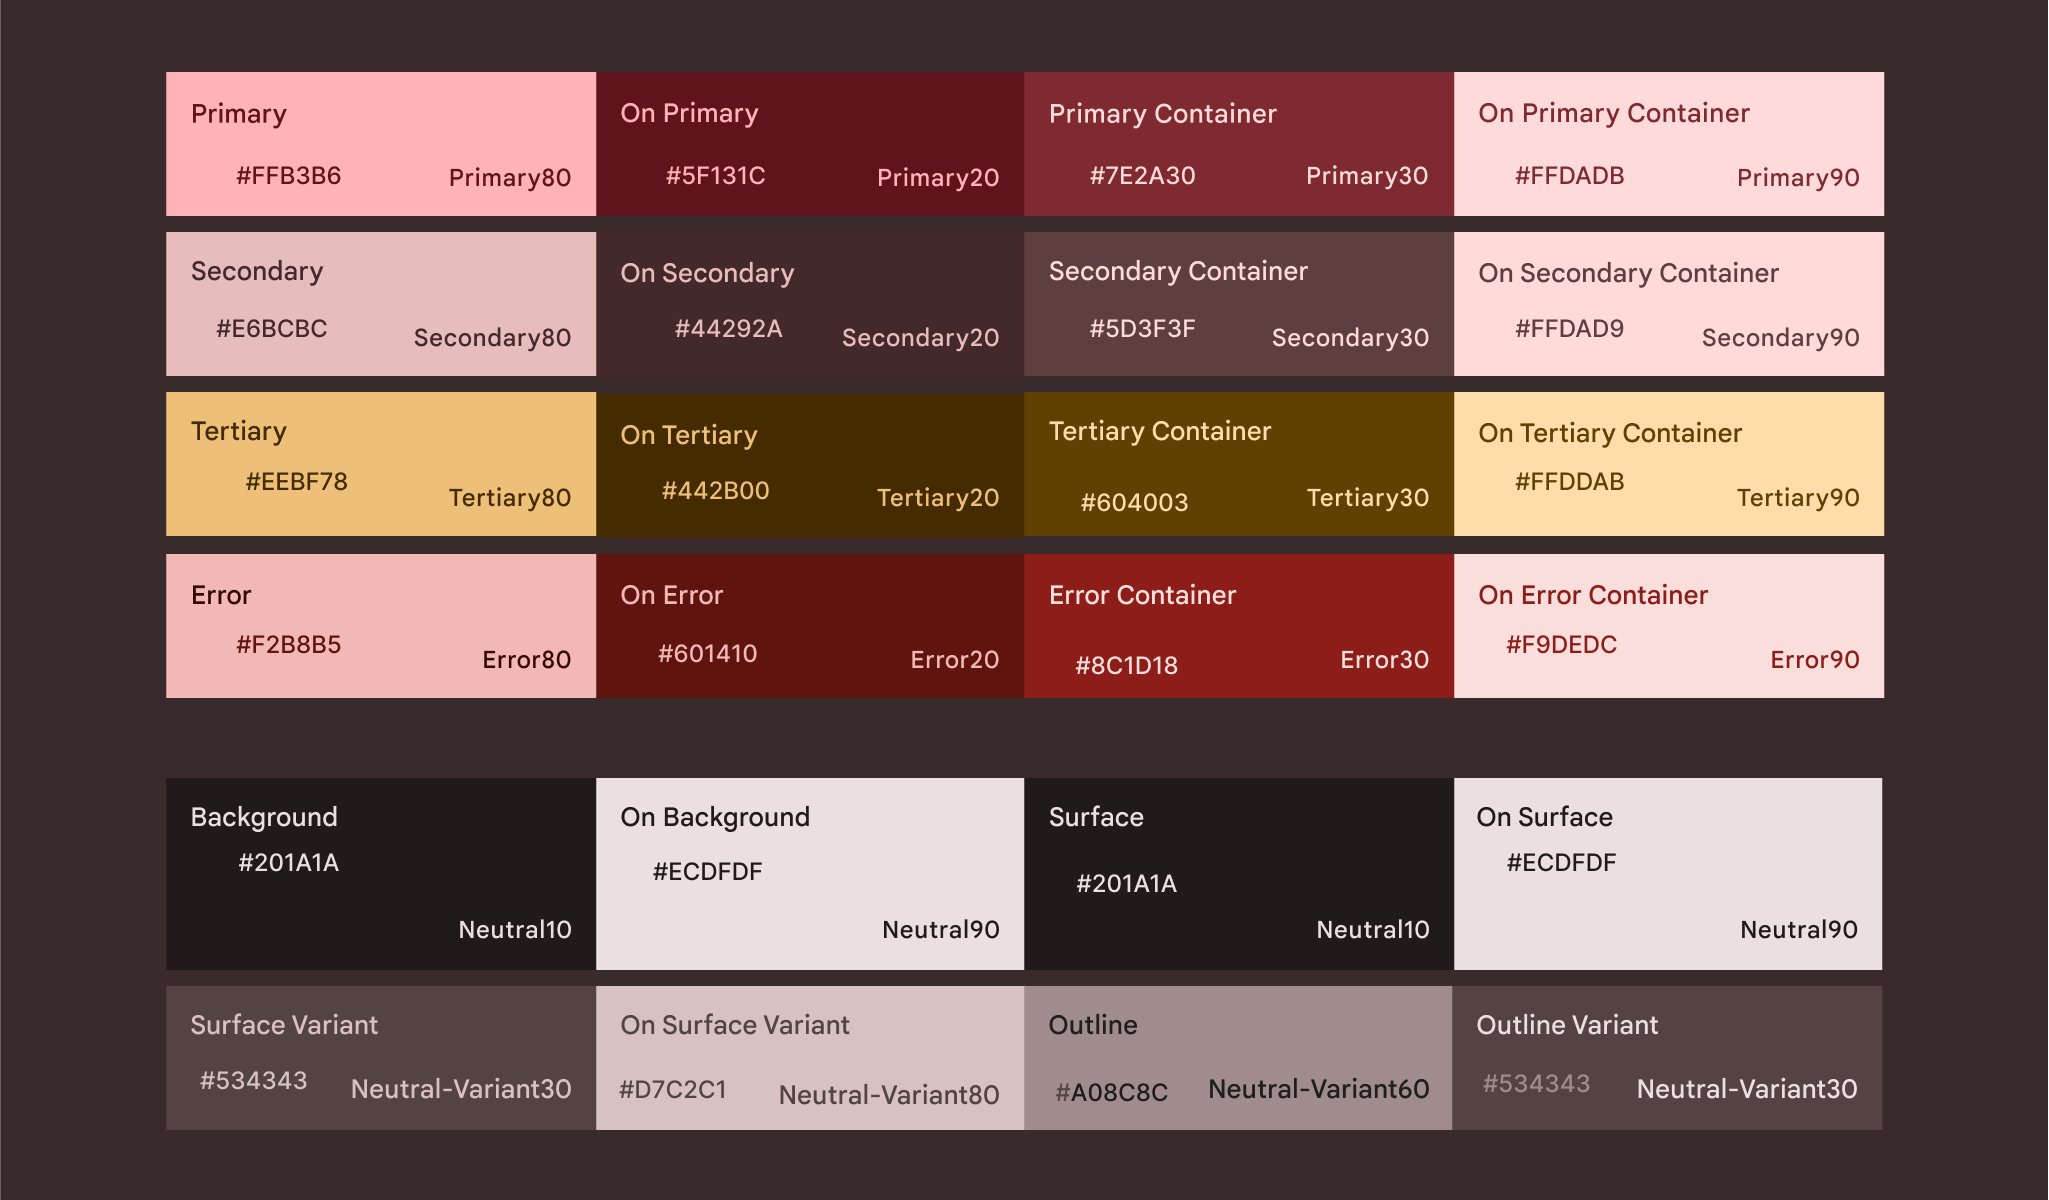 Primary
#FFB3B6
Primary80
On Primary
#5F131C
Primary20
Primary Container
#7E2A30
Primary30
On Primary Container
#FFDADB
Primary90
Secondary
#E6BCBC
Secondary80
On Secondary
#44292A
Secondary20
Secondary Container
#5D3F3F
Secondary30
On Secondary Container
#FFDAD9
Secondary90
Tertiary
#EEBF78
Tertiary80
On Tertiary
#442B00
Tertiary20
Tertiary Container
#604003
Tertiary30
On Tertiary Container
#FFDDAB
Tertiary90
Error
#F2B8B5
Error80
On Error
#601410
Error20
Error Container
#8C1D18
Error30
On Error Container
#F9DEDC
Error90
Background
#201A1A
Neutral10
On Background
#ECDFDF
Neutral90
Surface
#201A1A
Neutral10
On Surface
#ECDFDF
Neutral90
Surface Variant
#534343
Neutral-Variant30
On Surface Variant
#D7C2C1
Neutral-Variant80
Outline
#A08C8C
Neutral-Variant60
Outline Variant
#534343
Neutral-Variant30